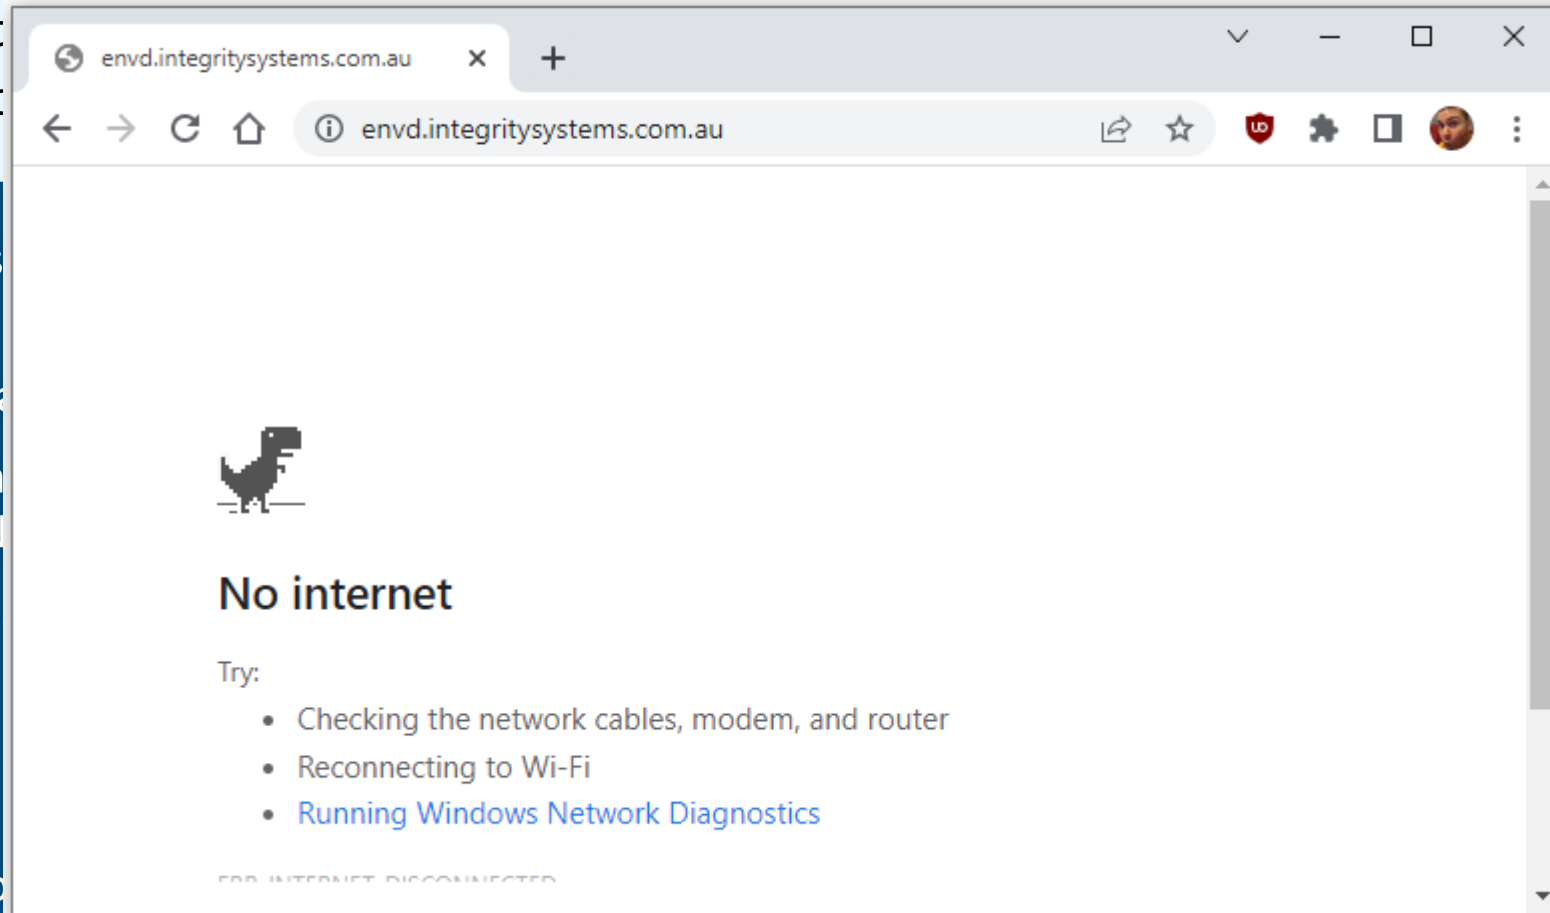 envd.integritysystems.com.au
envd.integritysystems.com.au
No internet
Try:
Checking the network cables, modem, and router
Reconnecting to Wi-Fi
Running Windows Network Diagnostics
ERR_INTERNET_DISCONNECTED